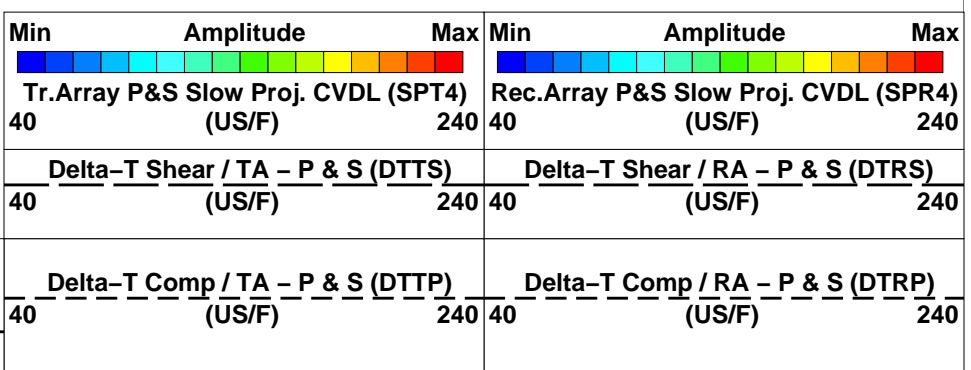 Min Amplitude Max
Tr.Array P&S Slow Proj. CVDL (SPT4)
40 (US/F) 240
Delta–T Shear / TA – P & S (DTTS)
40 (US/F) 240
Delta–T Comp / TA – P & S (DTTP)
40 (US/F) 240
Min Amplitude Max
Rec.Array P&S Slow Proj. CVDL (SPR4)
40 (US/F) 240
Delta–T Shear / RA – P & S (DTRS)
40 (US/F) 240
Delta–T Comp / RA – P & S (DTRP)
40 (US/F) 240